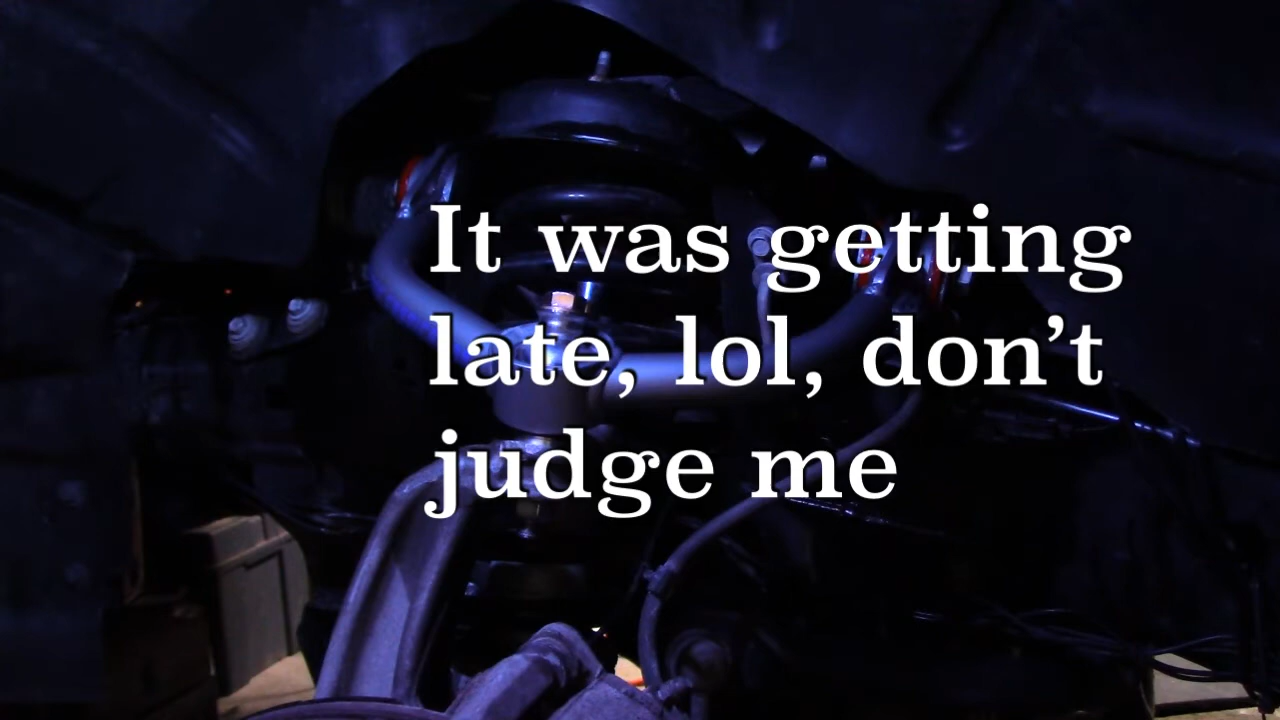 It was getting
late, lol, don’t
judge me